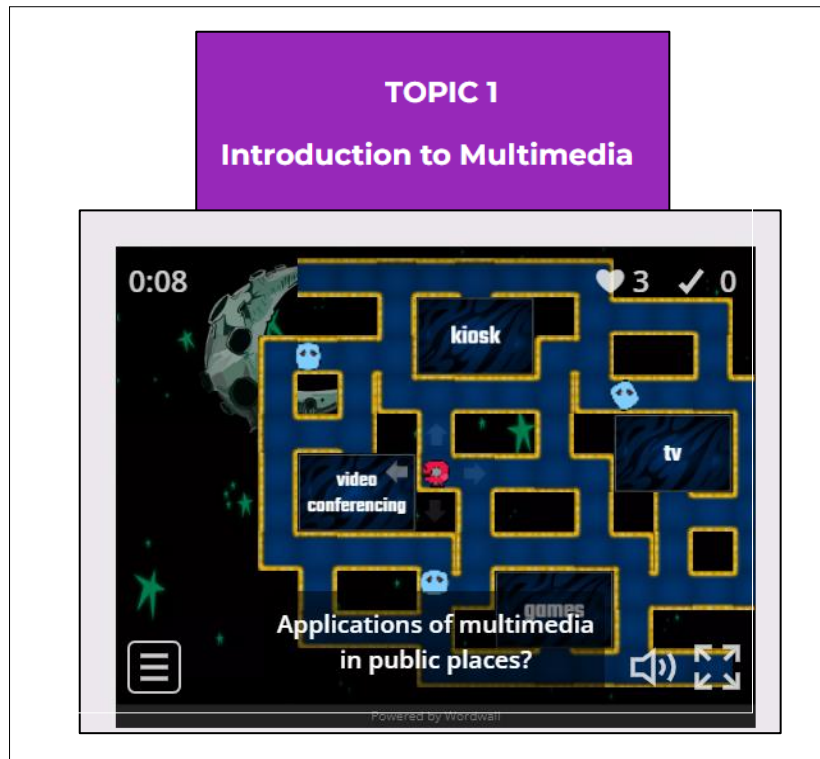 TOPIC 1
Introduction to Multimedia
0:08
3
0
kiosk
tv
video
conferencing
games
Applications of multimedia
in public places?
Powered by Wordwall